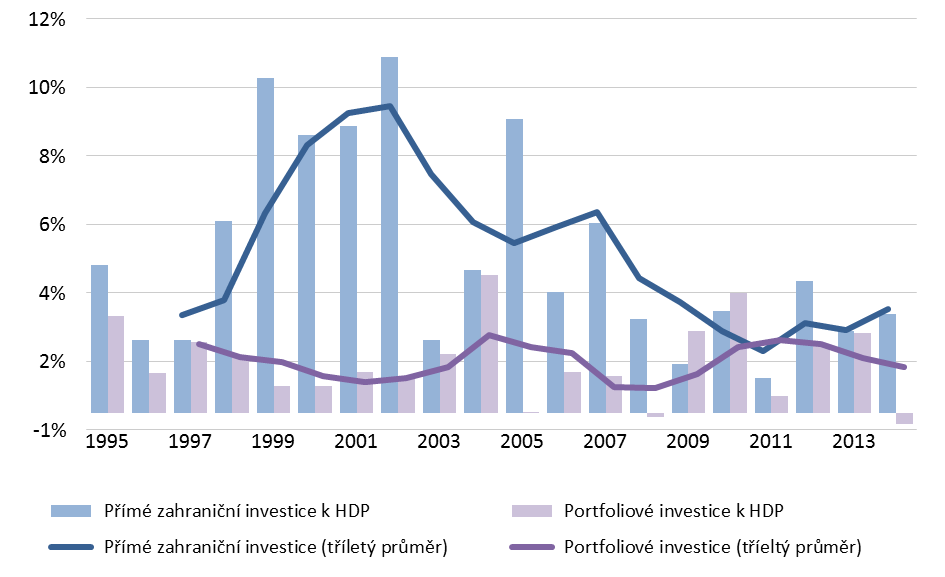 12%
10%
8%
6%
4%
2%
-1%
1995 1997 1999 2001 2003 2005 2007 2009 2011 2013
Přímé zahraniční investice k HDP Portfoliové investice k HDP
Přímé zahraniční investice (tříletý průměr) Portfoliové investice (tříeltý průměr)